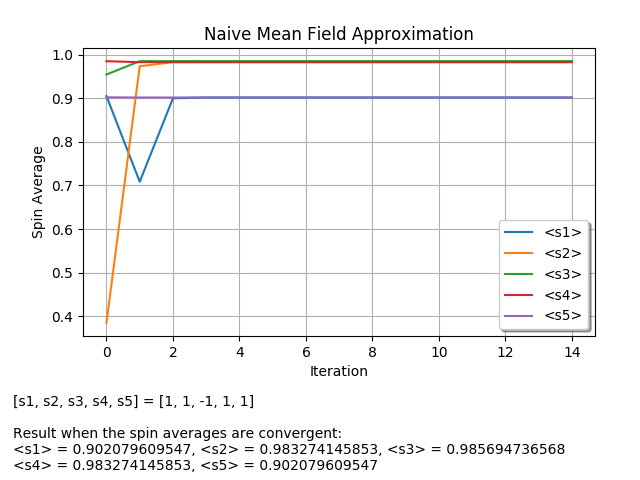 Naive Mean Field Approximation
1.0
0.9
0.8
0.7
0.6
0.5
0.4
Spin Average
<s1>
<s2>
<s3>
<s4>
<s5>
0 2 4 6 8 10 12 14
Iteration
[s1, s2, s3, s4, s5] = [1, 1, -1, 1, 1]
Result when the spin averages are convergent:
<s1> = 0.902079609547, <s2> = 0.983274145853, <s3> = 0.985694736568
<s4> = 0.983274145853, <s5> = 0.902079609547